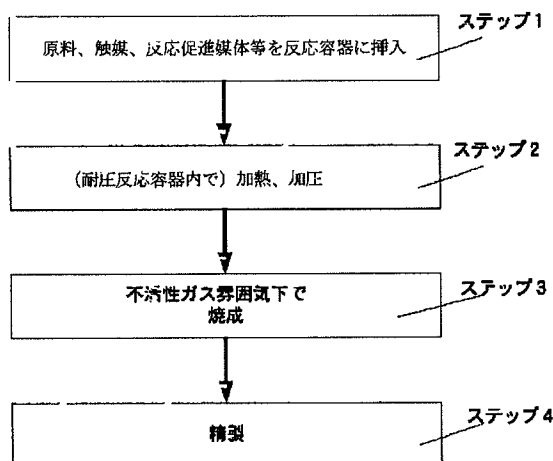 ステップ1
原料、触媒、反応促進媒体等を反応容器に挿入
ステップ2
(耐圧反応容器内で)加熱、加圧
ステップ3
不活性ガス雰囲気下で
焼成
ステップ4
精製